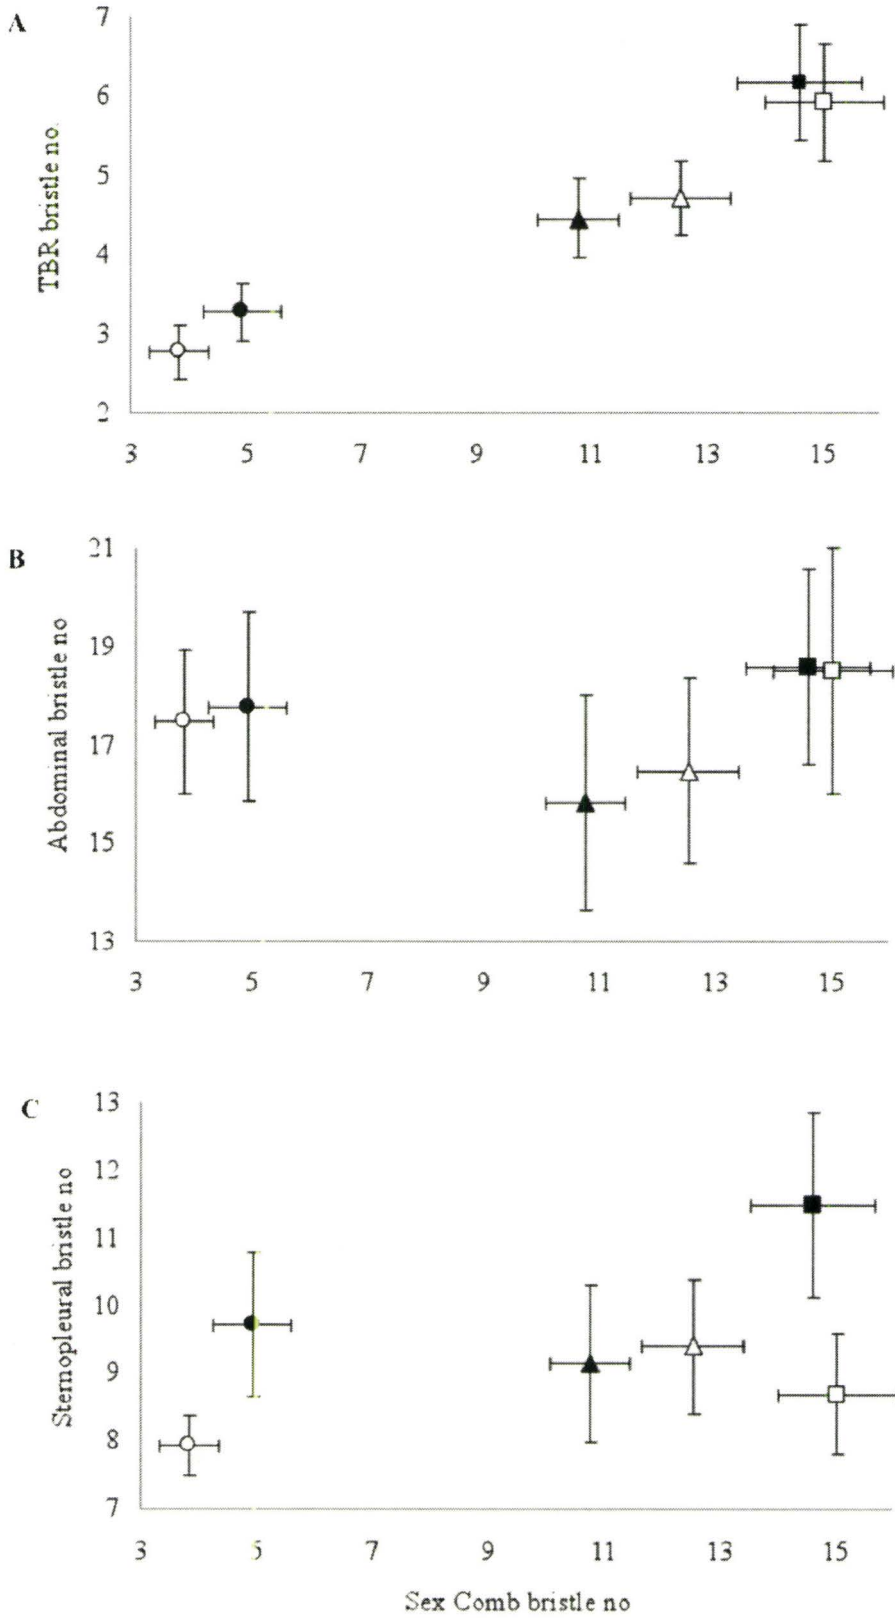 A
TBR bristle no.
7
6
5
4
3
2
3 5 7 9 11 13 15
B
Abdominal bristle no
21
19
17
15
13
3 5 7 9 11 13 15
C
Sternopleural bristle no
13
12
11
10
9
8
7
3 5 7 9 11 13 15
Sex Comb bristle no